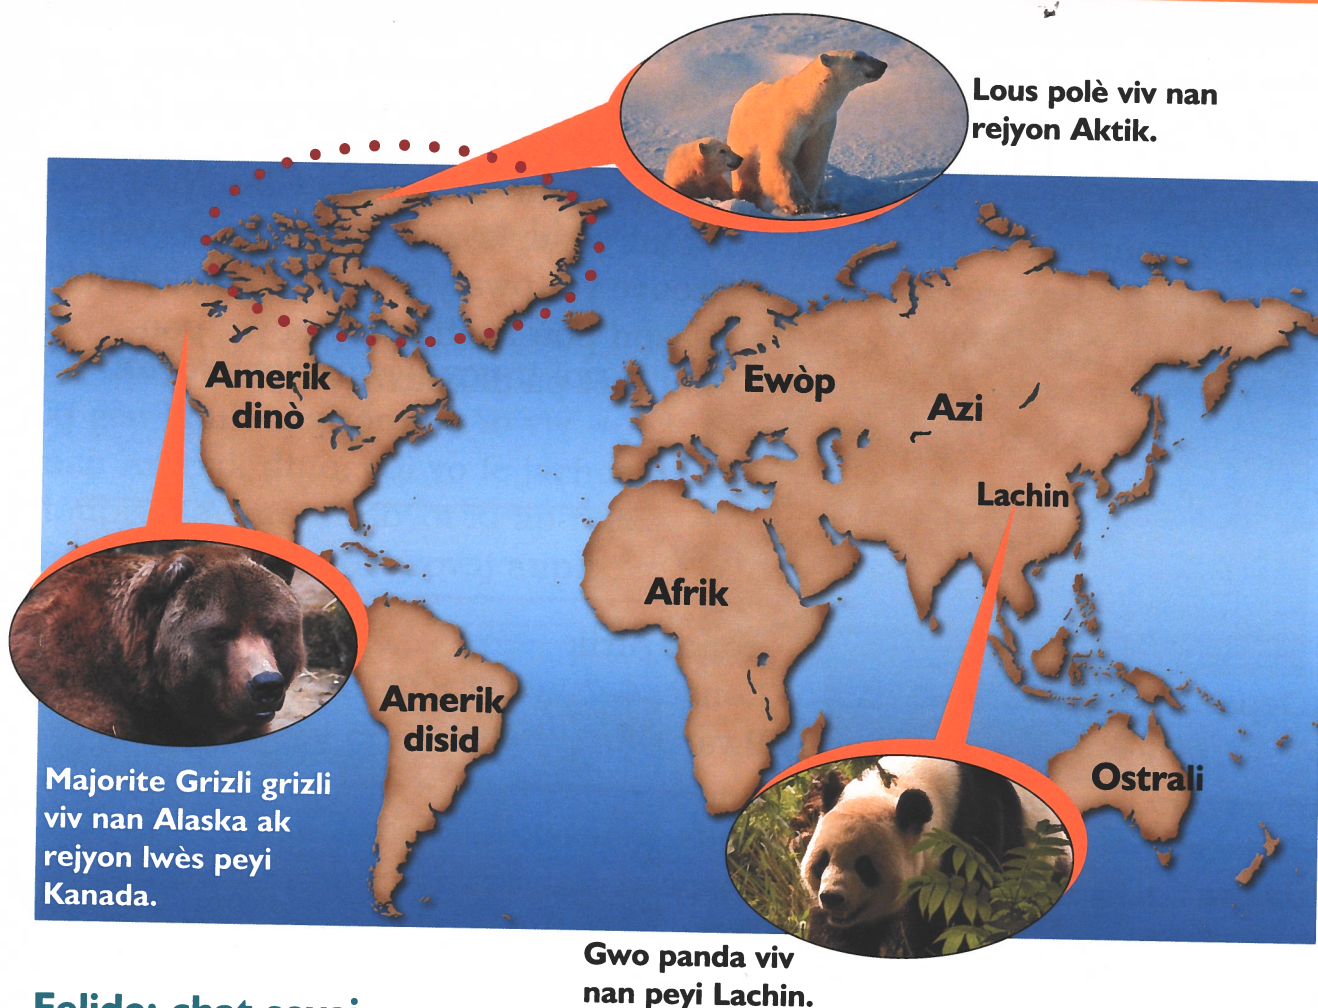 Lous polè viv nan
rejyon Aktik.
Amerik
dinò
Ewòp
Azi
Lachin
Afrik
Amerik
disid
Ostrali
Majorite Grizli grizli
viv nan Alaska ak
rejyon lwès peyi
Kanada.
Gwo panda viv
nan peyi Lachin.